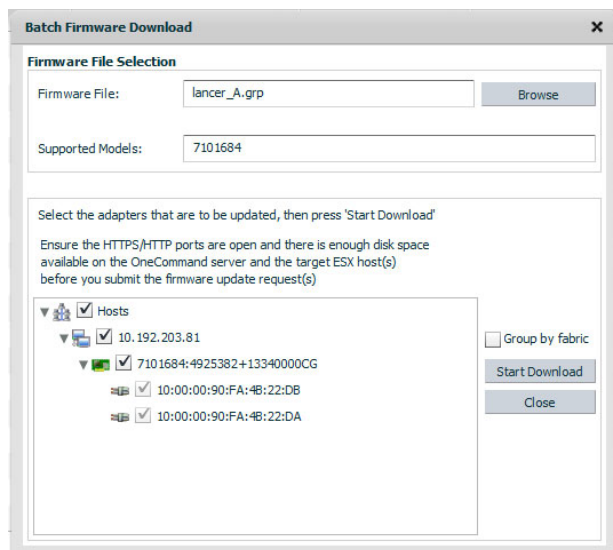 Batch Firmware Download
Firmware File Selection
Firmware File:
lancer_A.grp
Browse
Supported Models:
7101684
Select the adapters that are to be updated, then press 'Start Download'
Ensure the HTTPS/HTTP ports are open and there is enough disk space
available on the OneCommand server and the target ESX host(s)
before you submit the firmware update request(s)
Hosts
10.192.203.81
7101684:4925382+13340000CG
10:00:00:90:FA:4B:22:DB
10:00:00:90:FA:4B:22:DA
Group by fabric
Start Download
Close